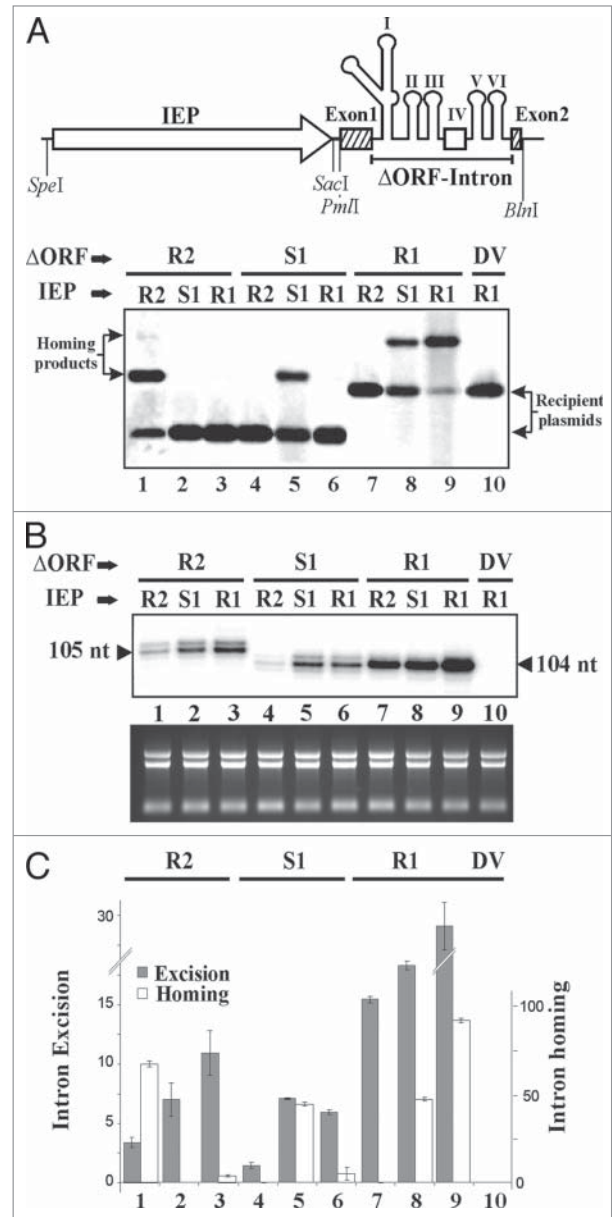 A
I
II III IV V VI
IEP Exon1 Exon2
ΔORF-Intron
SpeI SacI PmlI BlnI
ΔORF R2 S1 R1 DV
IEP R2 S1 R1 R2 S1 R1 R2 S1 R1 R1
Homing products
Recipient plasmids
1 2 3 4 5 6 7 8 9 10
B
ΔORF R2 S1 R1 DV
IEP R2 S1 R1 R2 S1 R1 R2 S1 R1 R1
105 nt 104 nt
1 2 3 4 5 6 7 8 9 10
C
R2 S1 R1 DV
30
15
10
5
0
Intron Excision
Excision
Homing
100
50
0
Intron homing
1 2 3 4 5 6 7 8 9 10